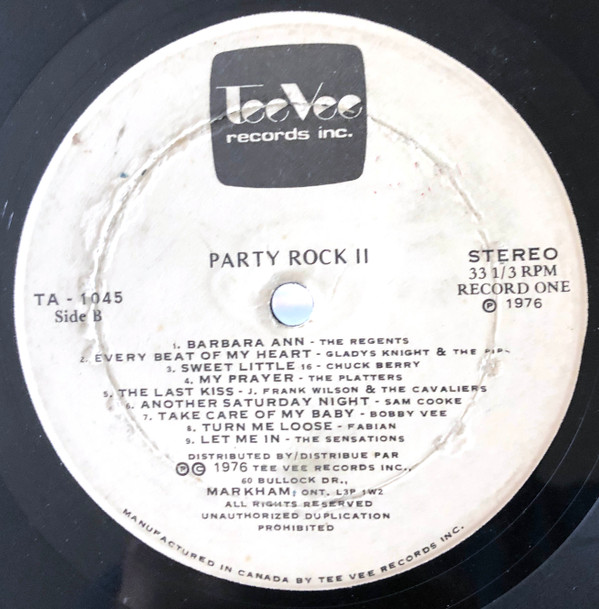 TeeVee
records inc.
PARTY ROCK II
TA - 1045
Side B
STEREO
33 1/3 RPM
RECORD ONE
Ⓟ 1976
1. BARBARA ANN - THE REGENTS
2. EVERY BEAT OF MY HEART - GLADYS KNIGHT & THE PIPS
3. SWEET LITTLE 16 - CHUCK BERRY
4. MY PRAYER - THE PLATTERS
5. THE LAST KISS - J. FRANK WILSON & THE CAVALIERS
6. ANOTHER SATURDAY NIGHT - SAM COOKE
7. TAKE CARE OF MY BABY - BOBBY VEE
8. TURN ME LOOSE - FABIAN
9. LET ME IN - THE SENSATIONS
DISTRIBUTED BY/DISTRIBUE PAR
Ⓟ © 1976 TEE VEE RECORDS INC.,
60 BULLOCK DR.,
MARKHAM, ONT. L3P 1W2
ALL RIGHTS RESERVED
UNAUTHORIZED DUPLICATION
PROHIBITED
MANUFACTURED IN CANADA BY TEE VEE RECORDS INC.